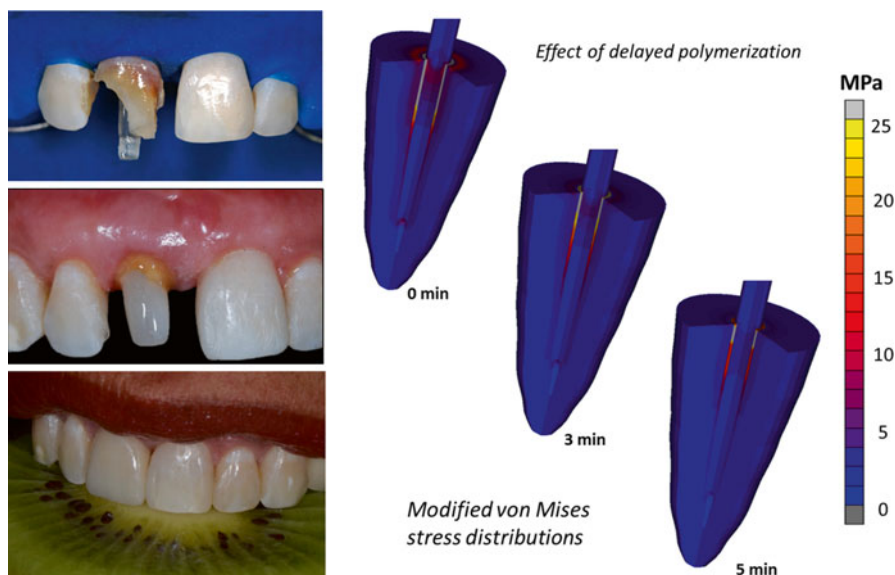 Effect of delayed polymerization
MPa
25
20
15
10
5
0
0 min
3 min
5 min
Modified von Mises
stress distributions